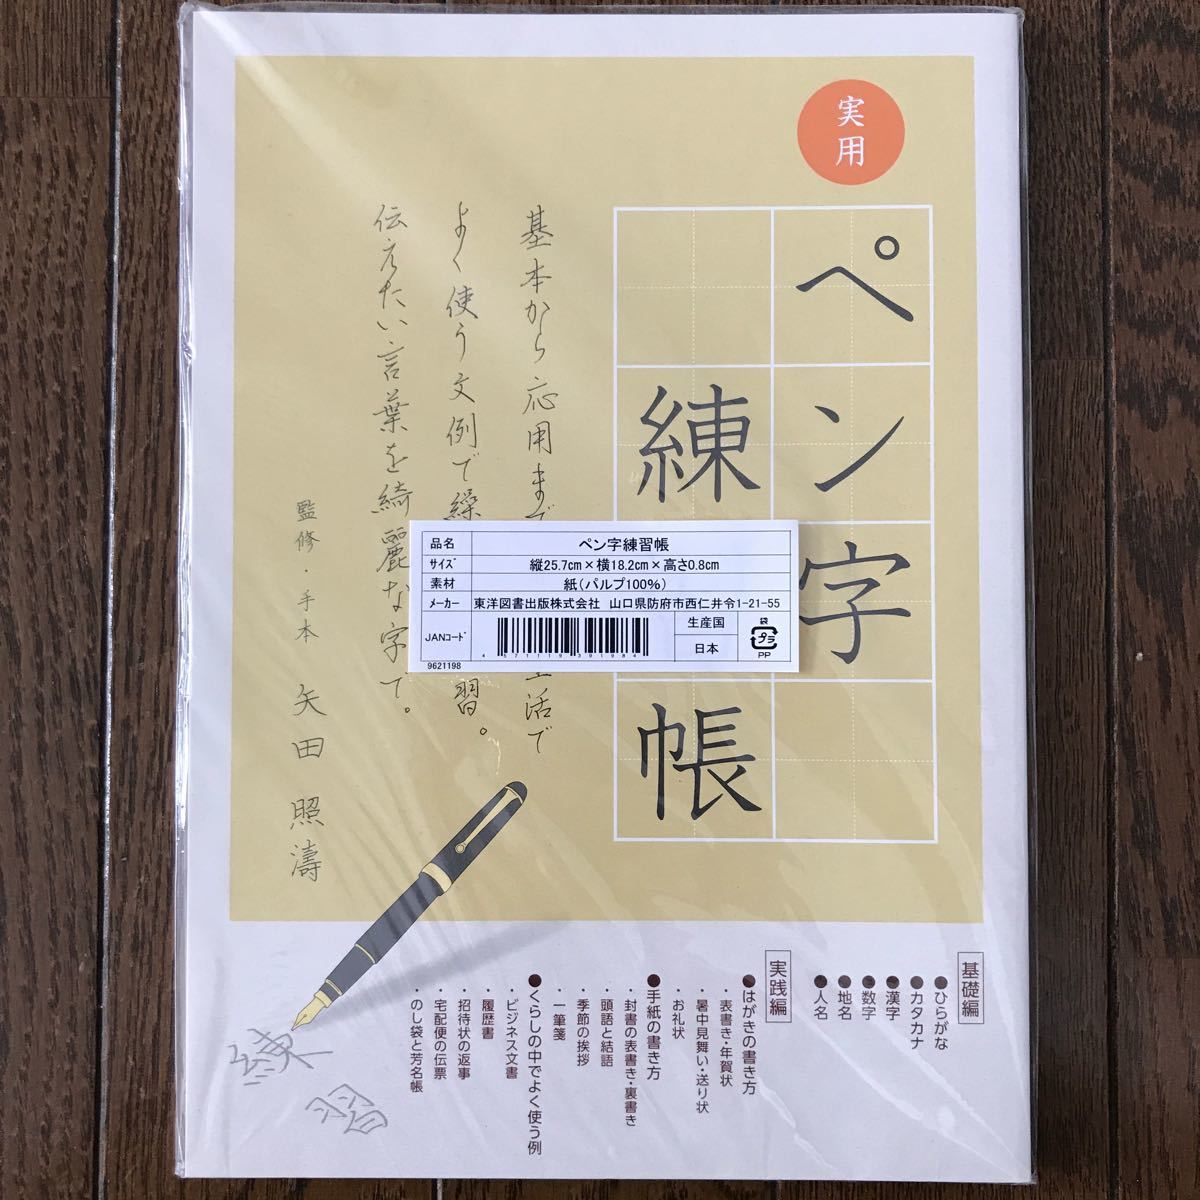 実用
ペン字
練 帳
基本から応用まで
生活で
よく使う文例で繰
習。
伝えたい言葉を綺麗な字で。
監修・手本 矢田 照濤
品名 ペン字練習帳
サイズ 縦25.7cm×横18.2cm×高さ0.8cm
素材 紙(パルプ100%)
メーカー 東洋図書出版株式会社 山口県防府市西仁井令1-21-55
JANコード 4571119391984
生産国 日本
袋 プラ PP
9621198
基礎編
●ひらがな
●カタカナ
●漢字
●数字
●地名
●人名
実践編
●はがきの書き方
・表書き・年賀状
・暑中見舞い・送り状
・お礼状
●手紙の書き方
・封書の表書き・裏書き
・頭語と結語
・季節の挨拶
・一筆箋
●くらしの中でよく使う例
・ビジネス文書
・履歴書
・招待状の返事
・宅配便の伝票
・のし袋と芳名帳
練習